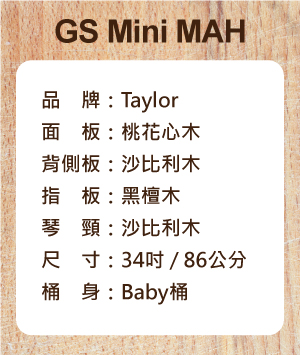 GS Mini MAH
品　牌：Taylor
面　板：桃花心木
背側板：沙比利木
指　板：黑檀木
琴　頸：沙比利木
尺　寸：34吋 / 86公分
桶　身：Baby桶